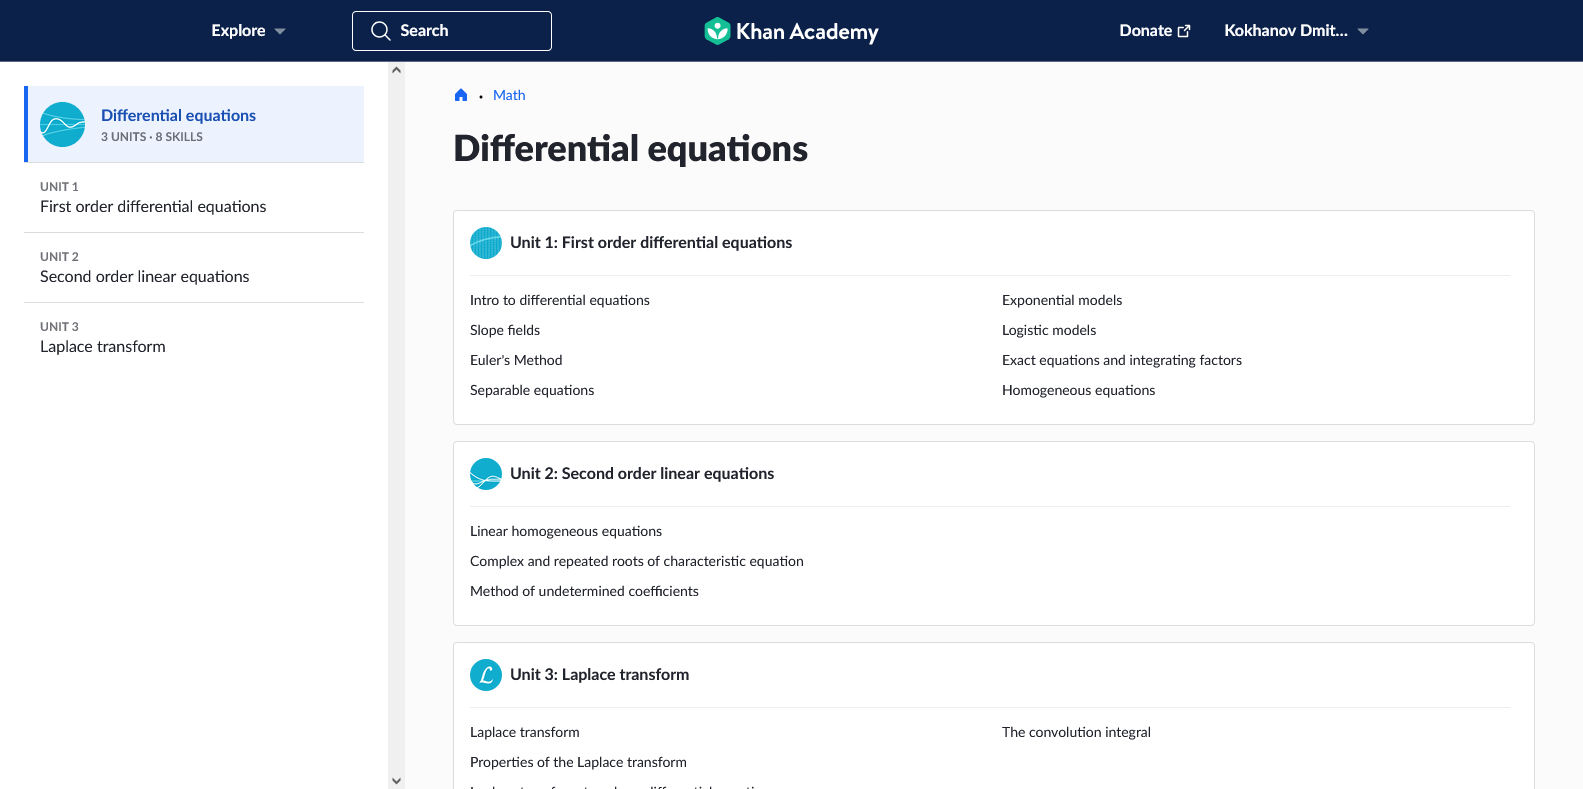 Explore
Search
Khan Academy
Donate
Kokhanov Dmit...
Differential equations
3 UNITS · 8 SKILLS
UNIT 1
First order differential equations
UNIT 2
Second order linear equations
UNIT 3
Laplace transform
Math
Differential equations
Unit 1: First order differential equations
Intro to differential equations
Slope fields
Euler's Method
Separable equations
Exponential models
Logistic models
Exact equations and integrating factors
Homogeneous equations
Unit 2: Second order linear equations
Linear homogeneous equations
Complex and repeated roots of characteristic equation
Method of undetermined coefficients
Unit 3: Laplace transform
Laplace transform
Properties of the Laplace transform
The convolution integral